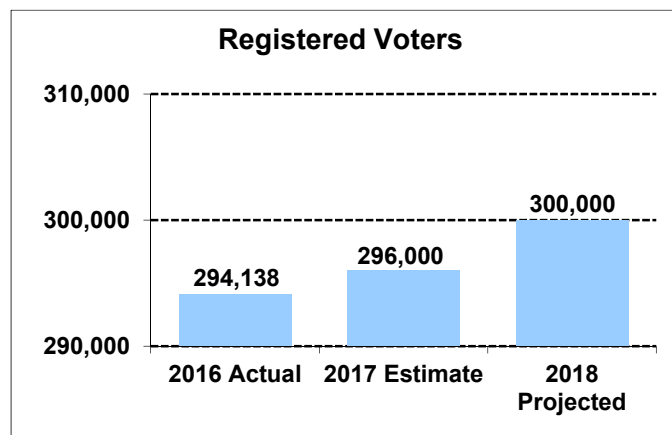 Registered Voters
310,000
300,000
290,000
294,138
296,000
300,000
2016 Actual
2017 Estimate
2018
Projected